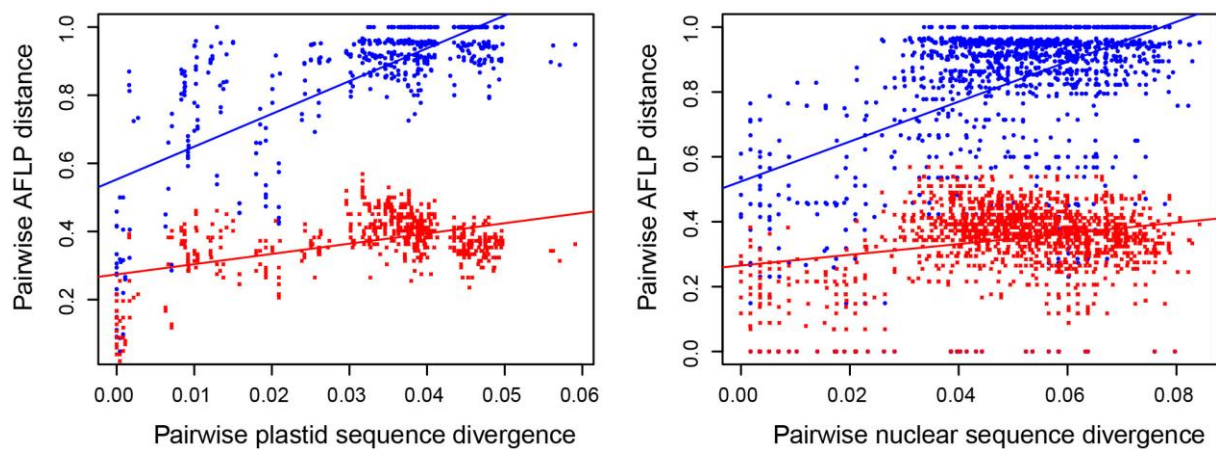 Pairwise AFLP distance
1.0
0.8
0.6
0.4
0.2
0.00 0.01 0.02 0.03 0.04 0.05 0.06
Pairwise plastid sequence divergence
Pairwise AFLP distance
1.0
0.8
0.6
0.4
0.2
0.0
0.00 0.02 0.04 0.06 0.08
Pairwise nuclear sequence divergence